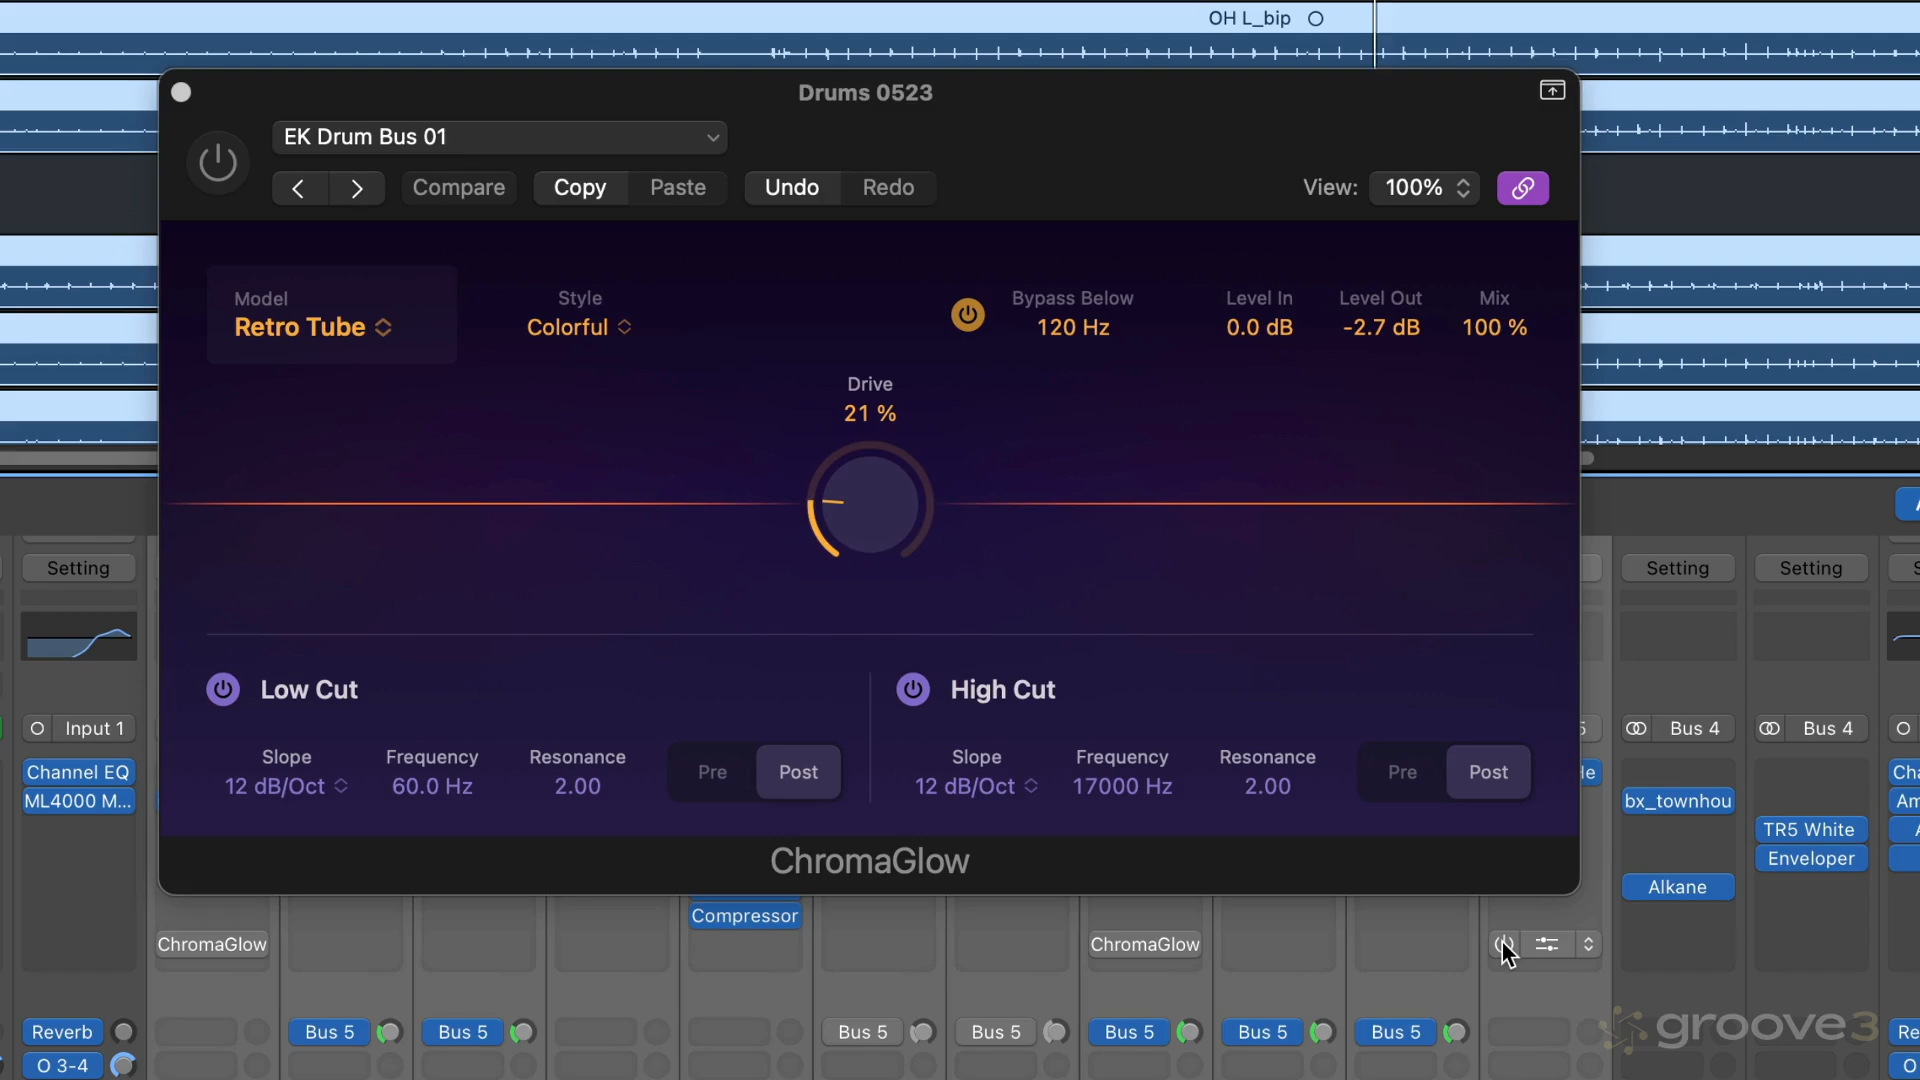 OH L_bip
Drums 0523
EK Drum Bus 01
Compare Copy Paste Undo Redo View: 100%
Model Style Bypass Below Level In Level Out Mix
Retro Tube Colorful 120 Hz 0.0 dB -2.7 dB 100 %
Drive
21 %
Setting Setting Setting
Low Cut High Cut
Input 1 Bus 4 Bus 4
Slope Frequency Resonance Pre Post Slope Frequency Resonance Pre Post
12 dB/Oct 60.0 Hz 2.00 12 dB/Oct 17000 Hz 2.00
Channel EQ
ML4000 M... bx_townhou
TR5 White
Enveloper
ChromaGlow
Alkane
Compressor
ChromaGlow ChromaGlow
Reverb Bus 5 Bus 5 Bus 5 Bus 5 Bus 5 Bus 5 Bus 5
O 3-4
groove3